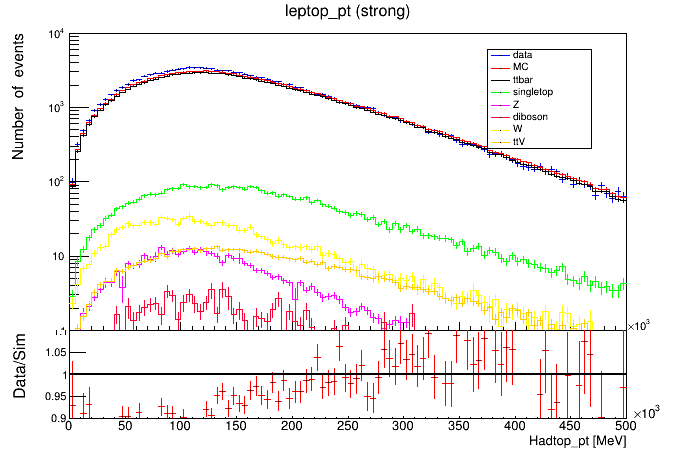 leptop_pt (strong)
Number of events
10^4
10^3
10^2
10
data
MC
ttbar
singletop
Z
diboson
W
ttV
×10^3
Data/Sim
1.05
1
0.95
0.9
0 50 100 150 200 250 300 350 400 450 500
×10^3
Hadtop_pt [MeV]